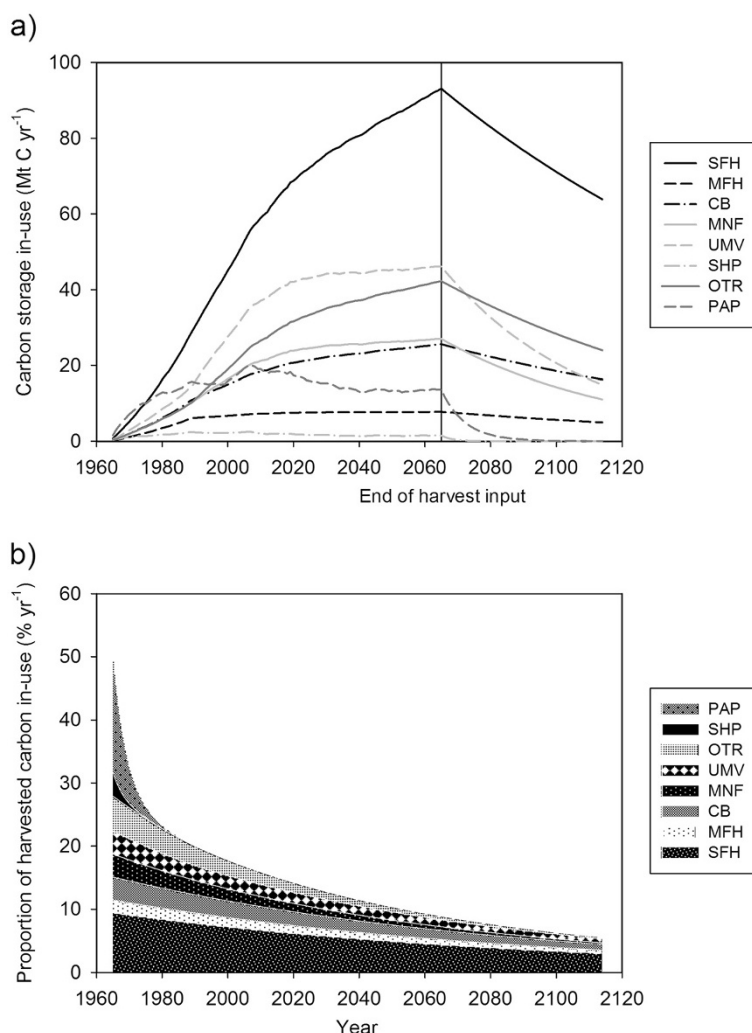 a)
Carbon storage in-use (Mt C yr-1)
100
80
60
40
20
0
1960 1980 2000 2020 2040 2060 2080 2100 2120
End of harvest input
SFH
MFH
CB
MNF
UMV
SHP
OTR
PAP
b)
Proportion of harvested carbon in-use (% yr-1)
60
50
40
30
20
10
0
1960 1980 2000 2020 2040 2060 2080 2100 2120
Year
PAP
SHP
OTR
UMV
MNF
CB
MFH
SFH